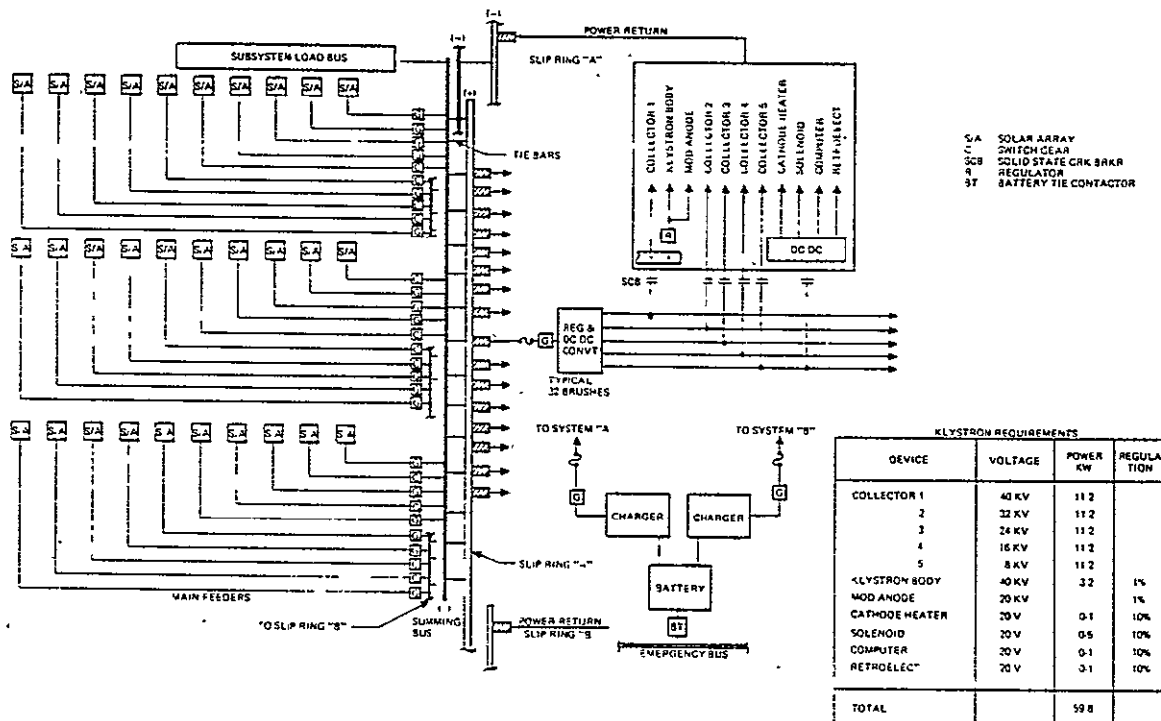 (-)
(-)
POWER RETURN
SUBSYSTEM LOAD BUS
SLIP RING "A"
(+)
S/A S/A S/A S/A S/A S/A S/A S/A S/A S/A
TIE BARS
COLLECTOR 1
KEYSTRON BODY
MOD ANODE
COLLECTOR 2
COLLECTOR 3
COLLECTOR 4
COLLECTOR 5
CATHODE HEATER
SOLENOID
COMPUTER
RETRDELECT
R
DC DC
SCB
S/A SOLAR ARRAY
SWITCH GEAR
SCB SOLID STATE CRK BRKR
R REGULATOR
BT BATTERY TIE CONTACTOR
S-A S-A S/A S-A S/A S-A S-A S-A S-A S/A
G
REG &
DC DC
CONVT
TYPICAL
32 BRUSHES
S-A S-A S-A S-A S-A S-A S-A S-A S-A S-A
TO SYSTEM "A
TO SYSTEM "B"
G
G
CHARGER
CHARGER
BATTERY
BT
EMERGENCY BUS
MAIN FEEDERS
TO SLIP RING "B"
SUMMING
BUS
SLIP RING
POWER RETURN
SLIP RING "B
KLYSTRON REQUIREMENTS
DEVICE VOLTAGE POWER KW REGULA TION
COLLECTOR 1 40 KV 11 2
2 32 KV 11 2
3 24 KV 11 2
4 16 KV 11 2
5 8 KV 11 2
KLYSTRON BODY 40 KV 3 2 1%
MOD ANODE 20 KV 1%
CATHODE HEATER 20 V 0-1 10%
SOLENOID 20 V 0-5 10%
COMPUTER 20 V 0-1 10%
RETROELECT 20 V 0-1 10%
TOTAL 59 8